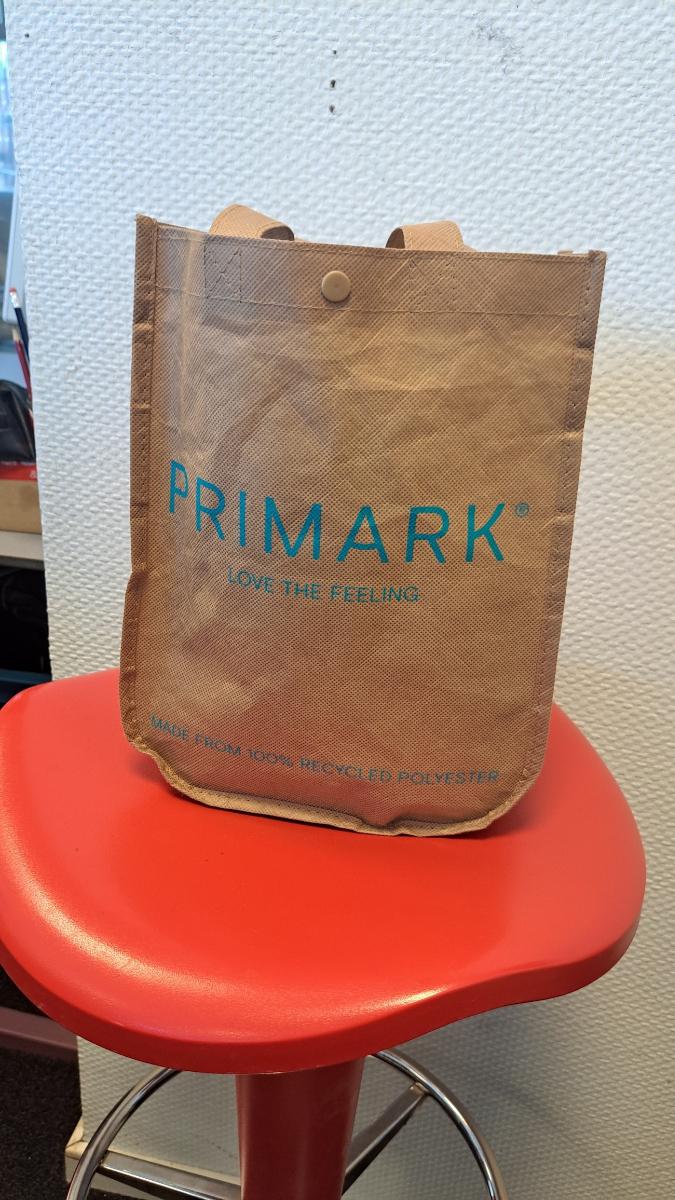 PRIMARK®
LOVE THE FEELING
MADE FROM 100% RECYCLED POLYESTER